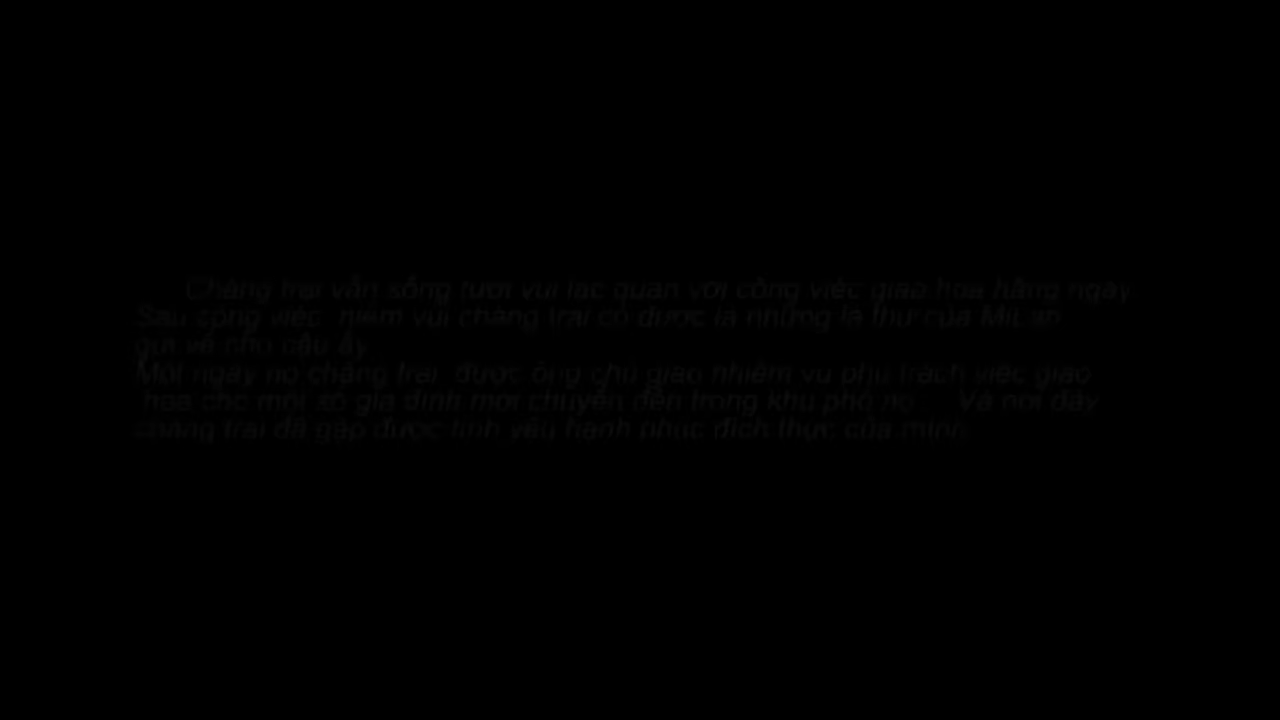 Chàng trai vẫn sống tươi vui lạc quan với công việc giao hoa hằng ngày
Sau công việc niềm vui chàng trai có được là những lá thư của
gửi về cho cậu ấy
Một ngày nọ chàng trai được ông chủ giao nhiệm vụ phụ trách việc giao
hoa cho một số gia đình mới chuyển đến trong khu phố nọ. Và nơi đây
chàng trai đã gặp được tình yêu hạnh phúc đích thực của mình